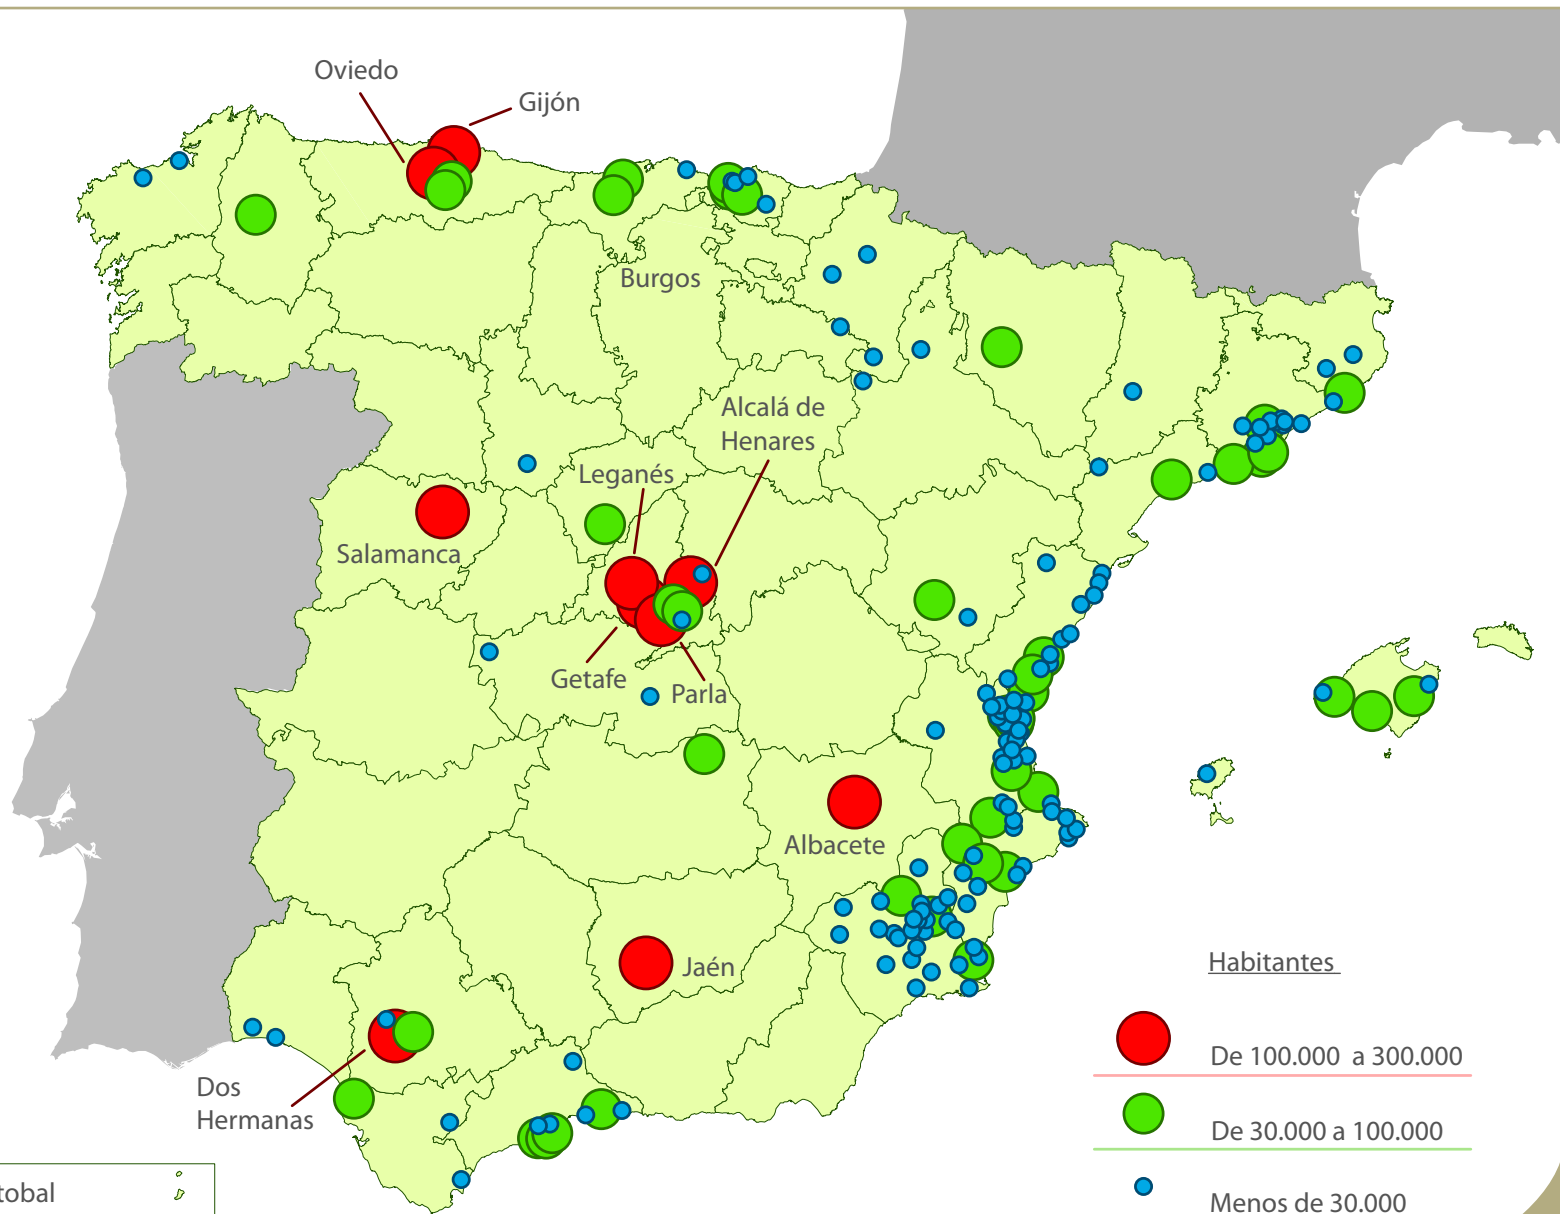 Oviedo
Gijón
Burgos
Alcalá de
Henares
Leganés
Salamanca
Getafe
Parla
Albacete
Jaén
Dos
Hermanas
Habitantes
De 100.000 a 300.000
De 30.000 a 100.000
Menos de 30.000
tobal